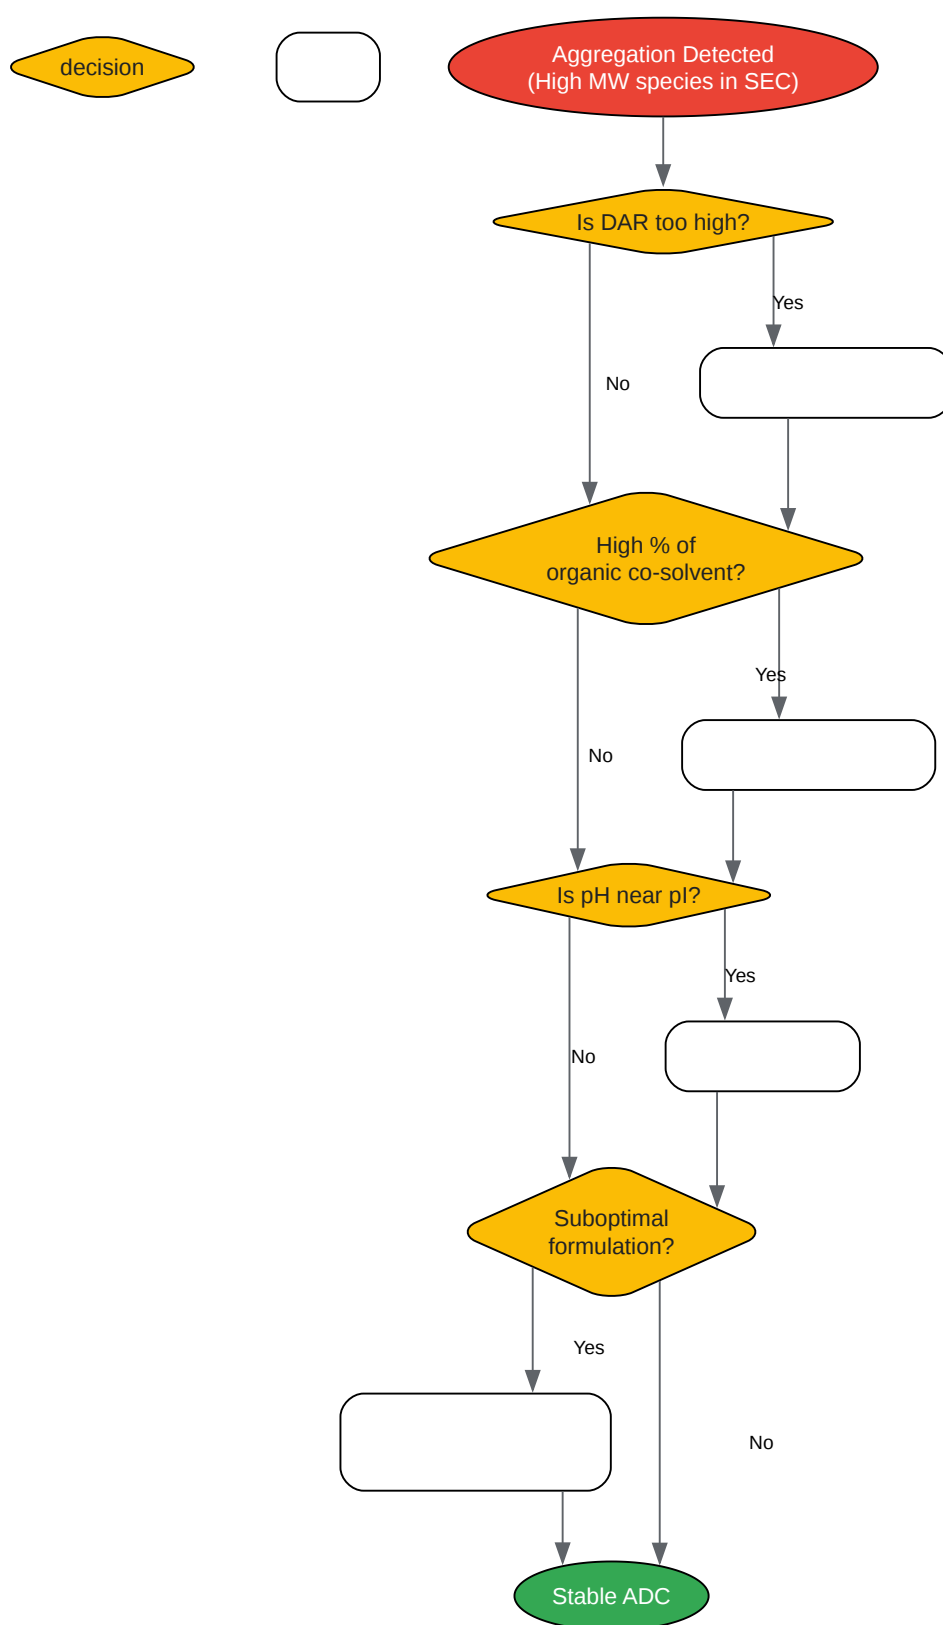 decision
Aggregation Detected
(High MW species in SEC)
Is DAR too high?
Yes
No
High % of
organic co-solvent?
Yes
No
Is pH near pI?
Yes
No
Suboptimal
formulation?
Yes
No
Stable ADC